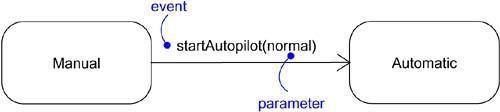 event
startAutopilot(normal)
Manual
Automatic
parameter